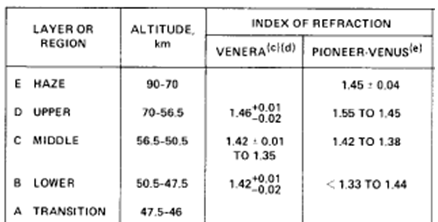 LAYER OR REGION ALTITUDE, km INDEX OF REFRACTION
VENERA(c)(d) PIONEER-VENUS(e)
E HAZE 90-70 1.45 ± 0.04
D UPPER 70-56.5 1.46+0.01-0.02 1.55 TO 1.45
C MIDDLE 56.5-50.5 1.42 ± 0.01 TO 1.35 1.42 TO 1.38
B LOWER 50.5-47.5 1.42+0.01-0.02 < 1.33 TO 1.44
A TRANSITION 47.5-46